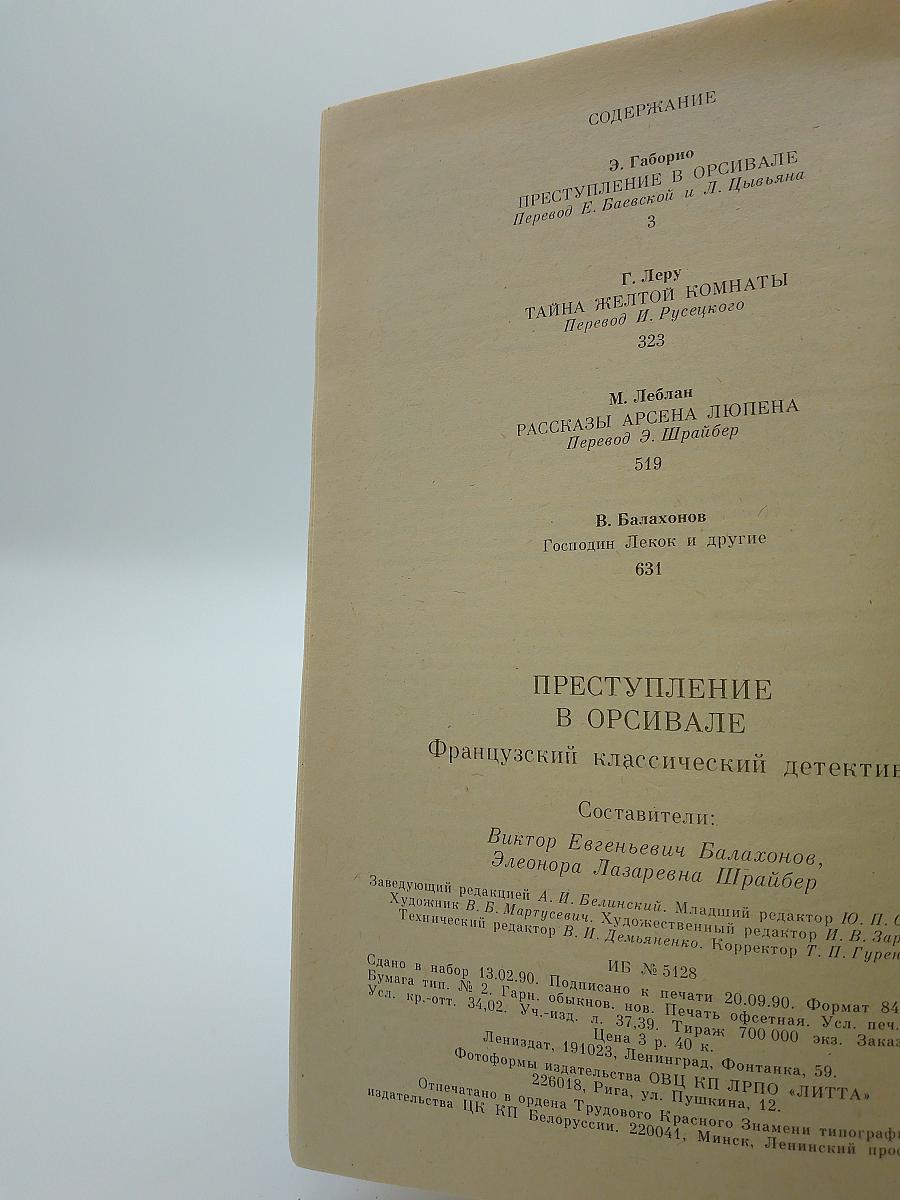 СОДЕРЖАНИЕ
Э. Габорио
ПРЕСТУПЛЕНИЕ В ОРСИВАЛЕ
Перевод Е. Баевской и Л. Цывьяна
3
Г. Леру
ТАЙНА ЖЕЛТОЙ КОМНАТЫ
Перевод И. Русецкого
323
М. Леблан
РАССКАЗЫ АРСЕНА ЛЮПЕНА
Перевод Э. Шрайбер
519
В. Балахонов
Господин Лекок и другие
631
ПРЕСТУПЛЕНИЕ
В ОРСИВАЛЕ
Французский классический детектив
Составители:
Виктор Евгеньевич Балахонов,
Элеонора Лазаревна Шрайбер
Заведующий редакцией А. И. Белинский. Младший редактор Ю. П.
Художник В. Б. Мартусевич. Художественный редактор И. В.
Технический редактор В. И. Демьяненко. Корректор Т. П.
ИБ № 5128
Сдано в набор 13.02.90. Подписано к печати 20.09.90. Формат 84
Бумага тип. № 2. Гарн. обыкнов. нов. Печать офсетная. Усл. печ.
Усл. кр.-отт. 34,02. Уч.-изд. л. 37,39. Тираж 700 000 экз. Заказ
Цена 3 р. 40 к.
Лениздат, 191023, Ленинград, Фонтанка, 59.
Фотоформы издательства ОВЦ КП ЛРПО «ЛИТТА»
226018, Рига, ул. Пушкина, 12.
Отпечатано в ордена Трудового Красного Знамени
издательства ЦК КП Белоруссии. 220041, Минск, Ленинский